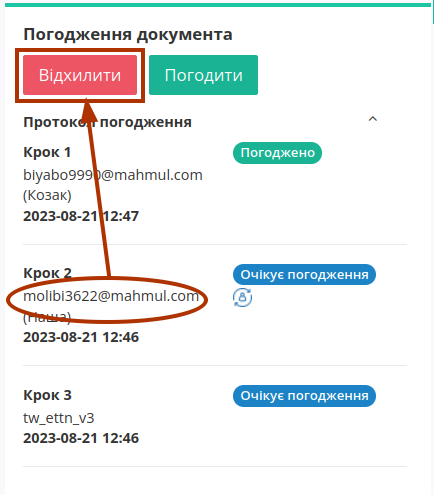 Погодження документа
Відхилити Погодити
Протокол погодження
Крок 1 Погоджено
biyabo9990@mahmul.com
(Козак)
2023-08-21 12:47
Крок 2 Очікує погодження
molibi3622@mahmul.com
(Наша)
2023-08-21 12:46
Крок 3 Очікує погодження
tw_ettn_v3
2023-08-21 12:46